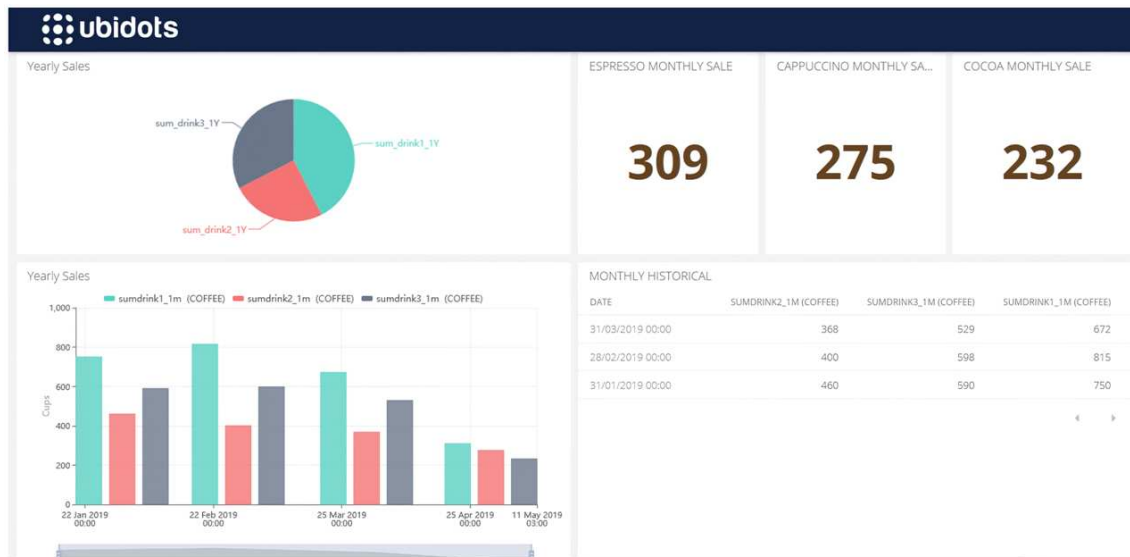 ubidots
Yearly Sales
sum_drink3_1Y
sum_drink1_1Y
sum_drink2_1Y
ESPRESSO MONTHLY SALE
309
CAPPUCCINO MONTHLY SA...
275
COCOA MONTHLY SALE
232
Yearly Sales
sumdrink1_1m (COFFEE) sumdrink2_1m (COFFEE) sumdrink3_1m (COFFEE)
1,000
800
600
400
200
0
Cups
22 Jan 2019 22 Feb 2019 25 Mar 2019 25 Apr 2019 11 May 2019
00:00 00:00 00:00 00:00 03:00
MONTHLY HISTORICAL
DATE SUMDRINK2_1M (COFFEE) SUMDRINK3_1M (COFFEE) SUMDRINK1_1M (COFFEE)
31/03/2019 00:00 368 529 672
28/02/2019 00:00 400 598 815
31/01/2019 00:00 460 590 750